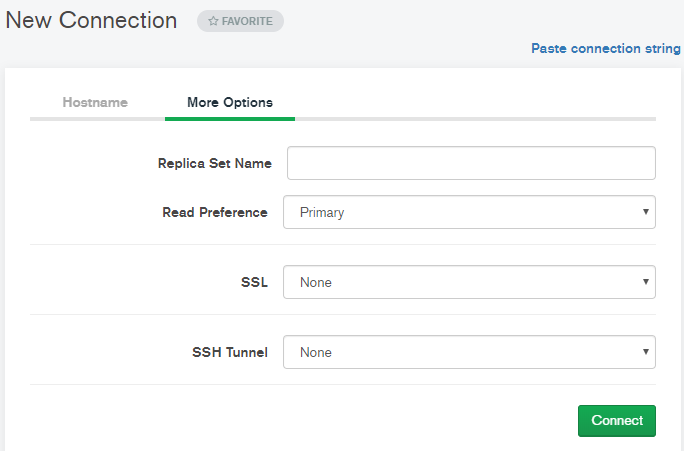 New Connection
FAVORITE
Paste connection string
Hostname
More Options
Replica Set Name
Read Preference
Primary
SSL
None
SSH Tunnel
None
Connect